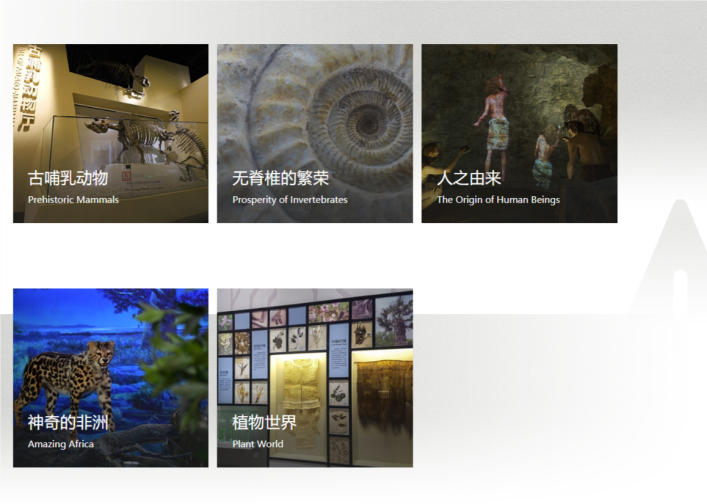 古哺乳动物
Prehistoric Mammals
无脊椎的繁荣
Prosperity of Invertebrates
人之由来
The Origin of Human Beings
神奇的非洲
Amazing Africa
植物世界
Plant World